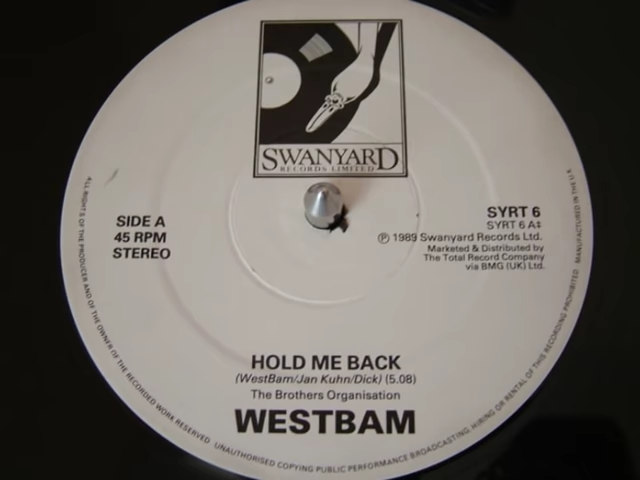 SWANYARD
RECORDS LIMITED
SIDE A
45 RPM
STEREO
SYRT 6
SYRT 6 A‡
℗ 1989 Swanyard Records Ltd.
Marketed & Distributed by
The Total Record Company
via BMG (UK) Ltd.
HOLD ME BACK
(WestBam/Jan Kuhn/Dick) (5.08)
The Brothers Organisation
WESTBAM
ALL RIGHTS OF THE PRODUCER AND OF THE OWNER OF THE RECORDED WORK RESERVED. UNAUTHORISED COPYING PUBLIC PERFORMANCE BROADCASTING. HIRING OR RENTAL OF THIS RECORDING PROHIBITED. MANUFACTURED IN THE U.K.